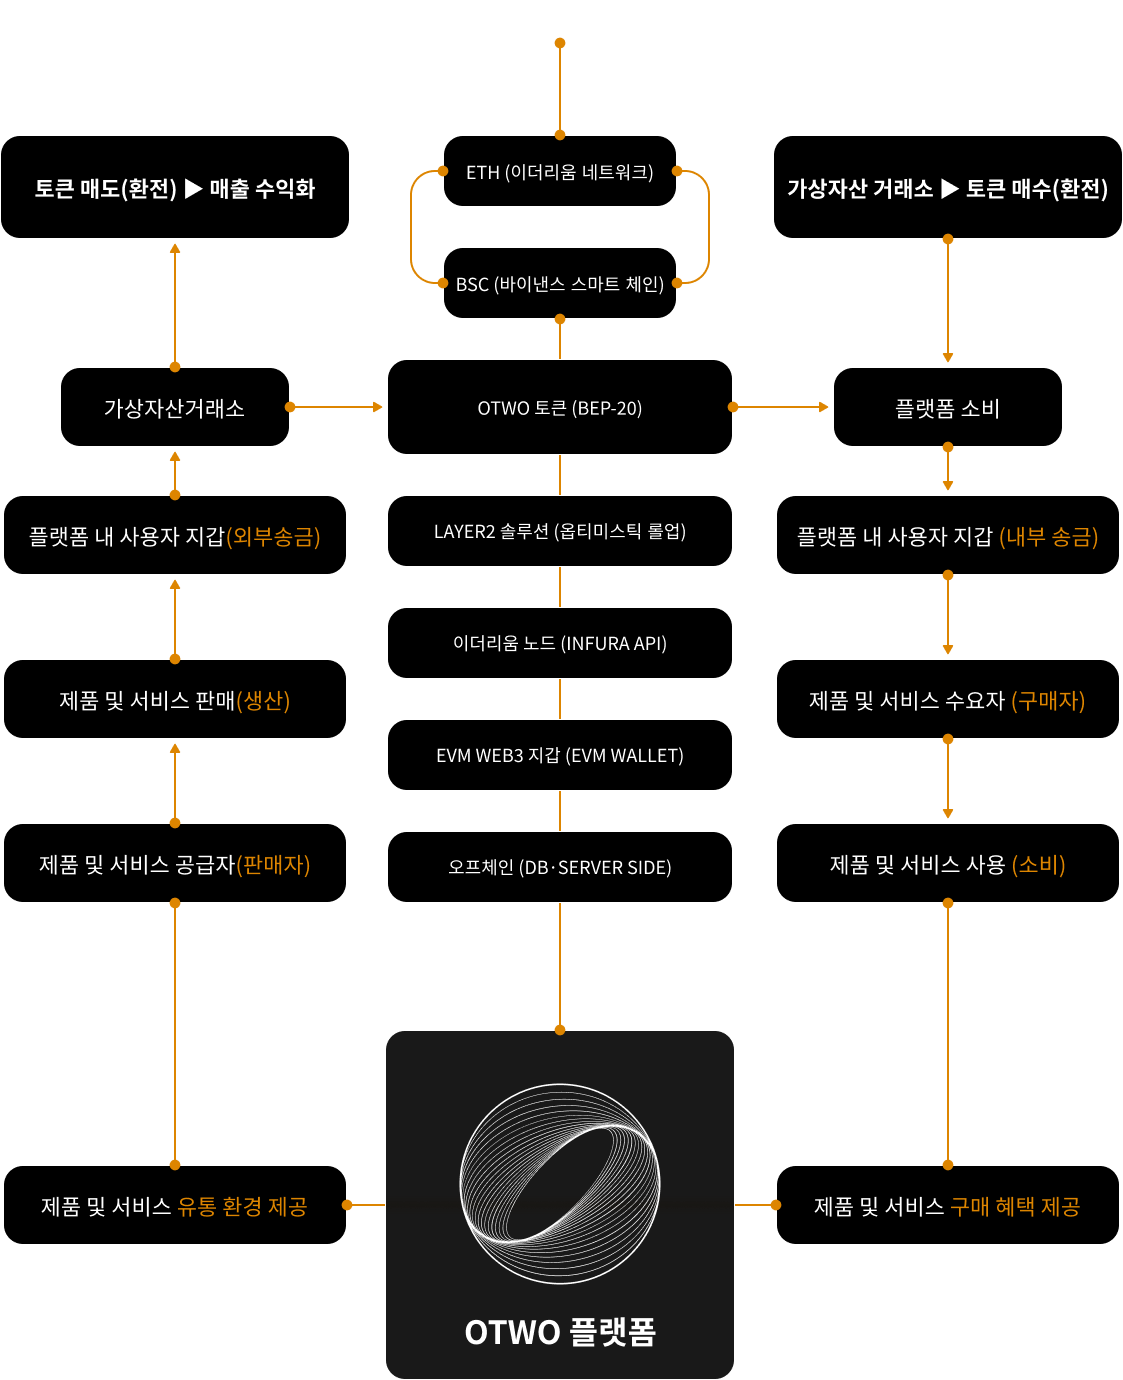 토큰 매도(환전) ▶ 매출 수익화
ETH (이더리움 네트워크)
가상자산 거래소 ▶ 토큰 매수(환전)
BSC (바이낸스 스마트 체인)
가상자산거래소
OTWO 토큰 (BEP-20)
플랫폼 소비
플랫폼 내 사용자 지갑(외부송금)
LAYER2 솔루션 (옵티미스틱 롤업)
플랫폼 내 사용자 지갑 (내부 송금)
이더리움 노드 (INFURA API)
제품 및 서비스 판매(생산)
제품 및 서비스 수요자 (구매자)
EVM WEB3 지갑 (EVM WALLET)
제품 및 서비스 공급자(판매자)
오프체인 (DB·SERVER SIDE)
제품 및 서비스 사용 (소비)
제품 및 서비스 유통 환경 제공
제품 및 서비스 구매 혜택 제공
OTWO 플랫폼